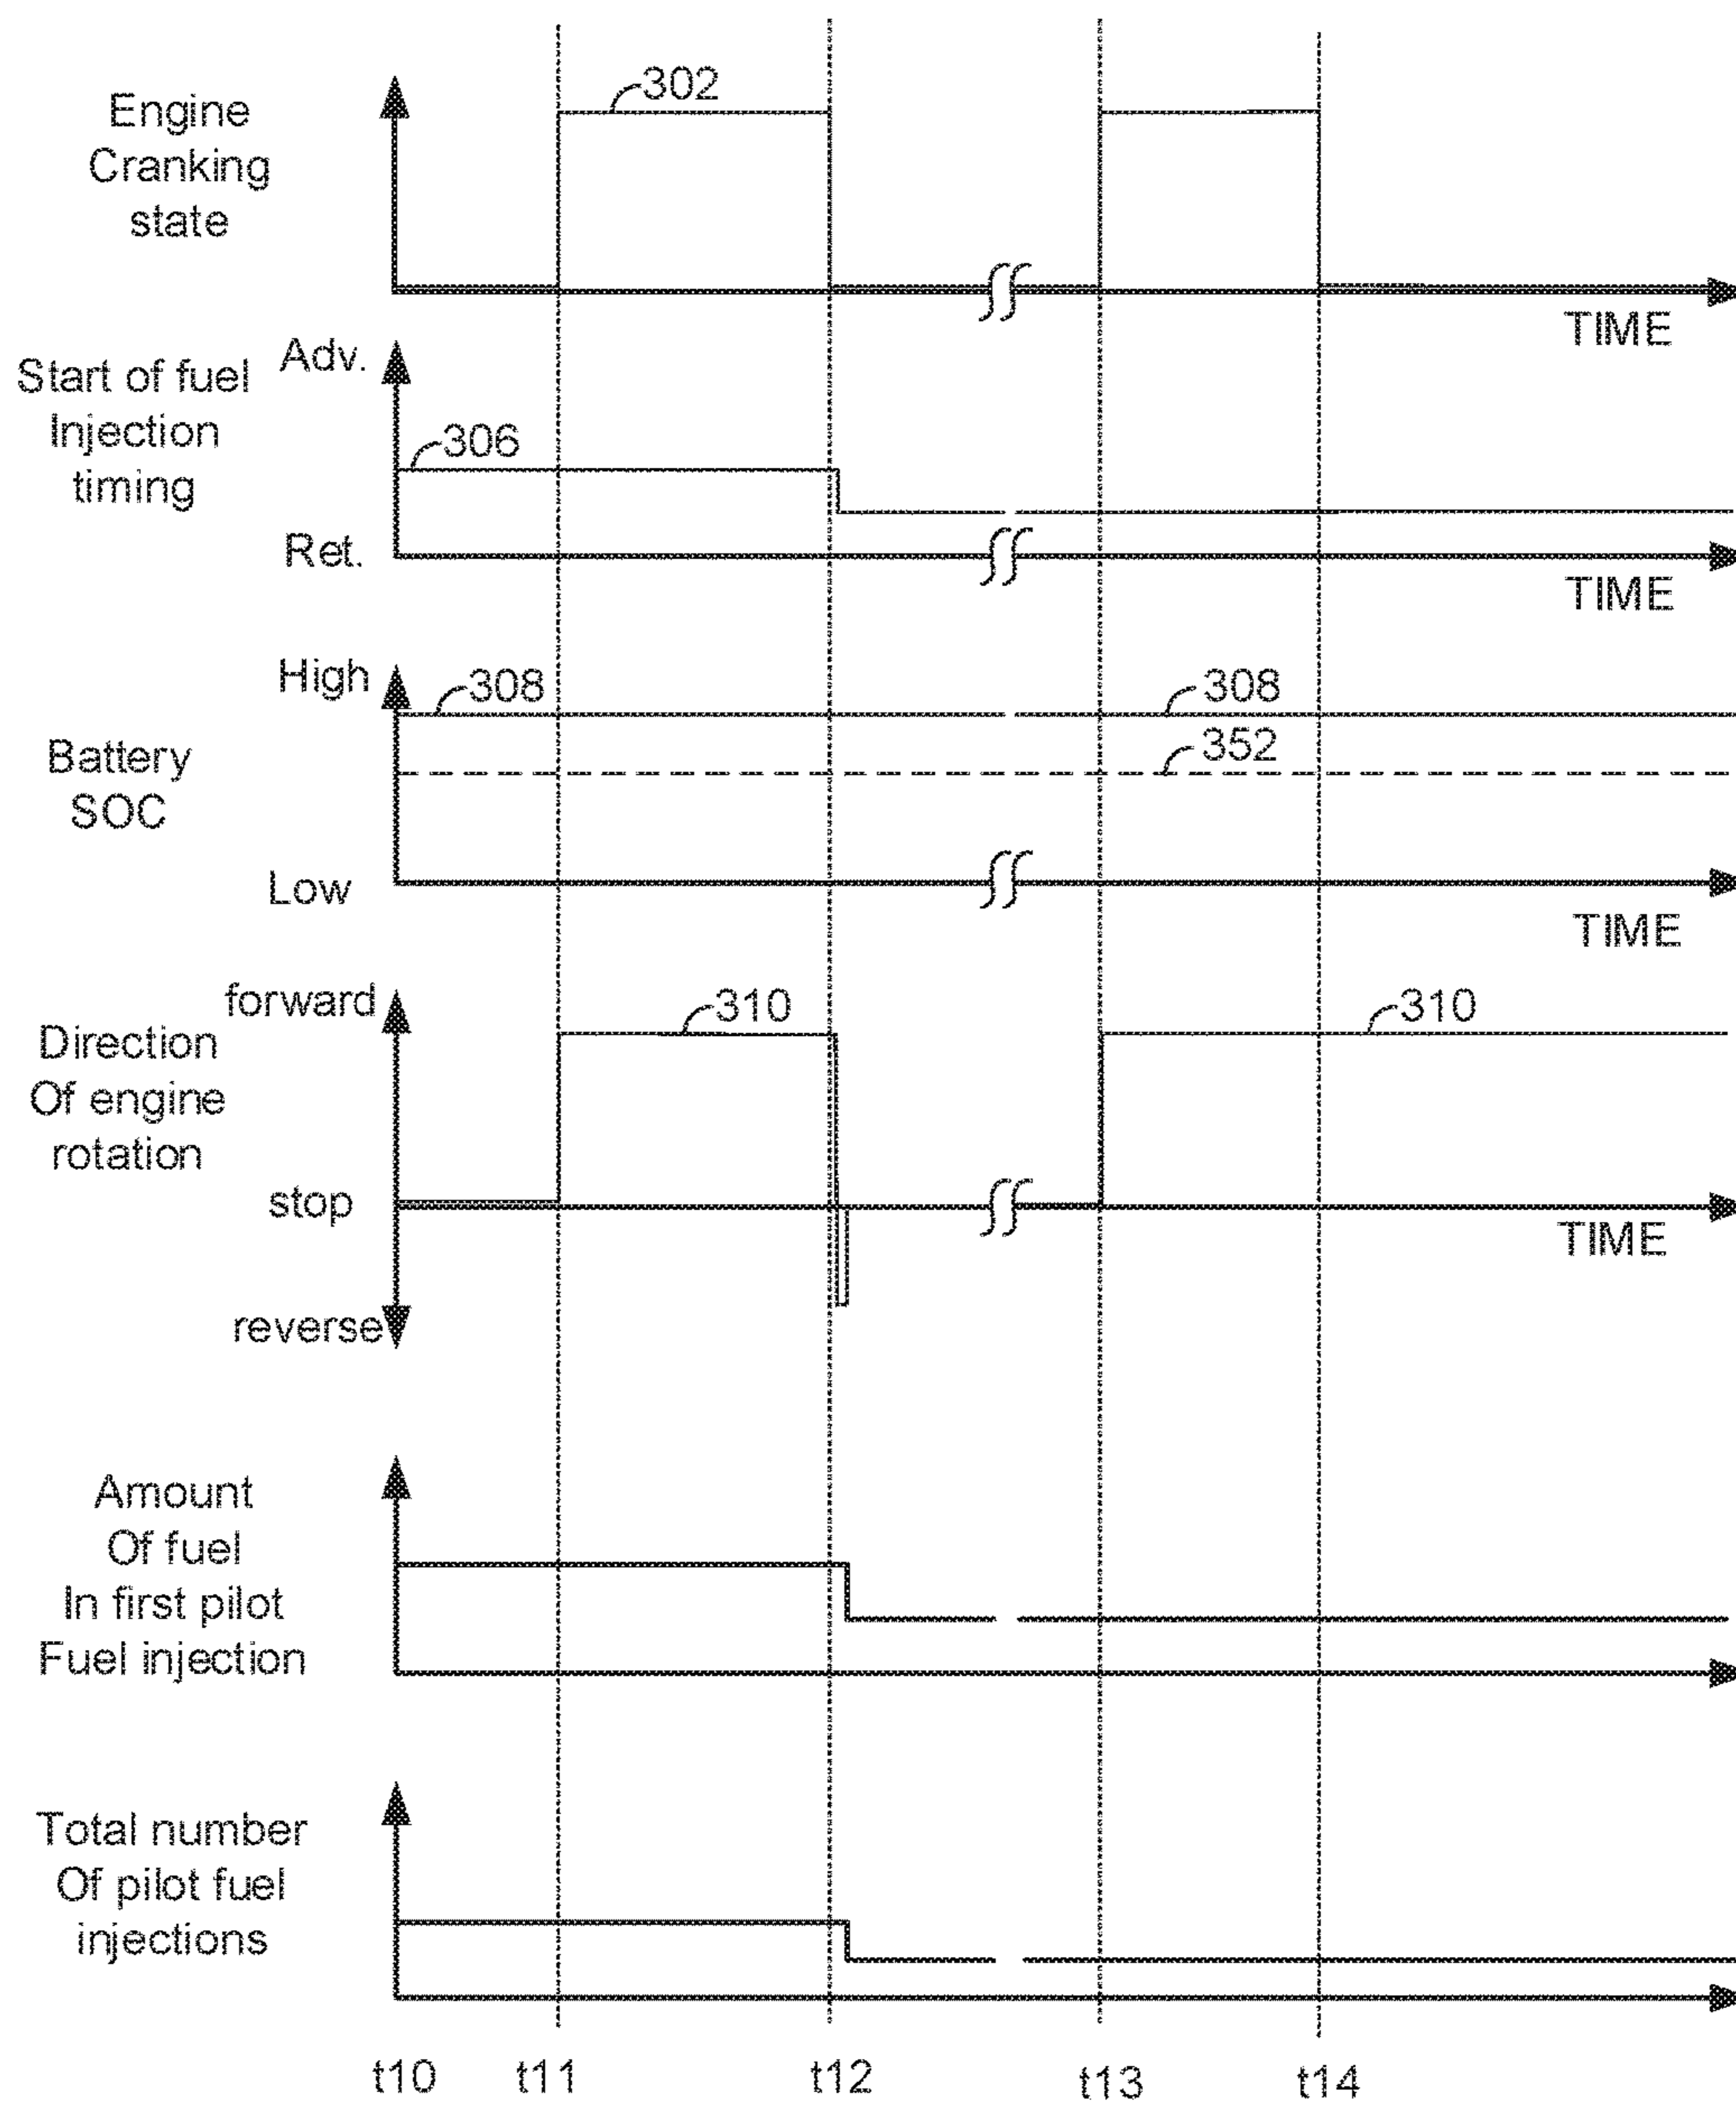 302
Engine
Cranking
state
TIME
Adv.
Start of fuel
Injection
timing
306
Ret.
TIME
High
308
308
352
Battery
SOC
Low
TIME
forward
310
310
Direction
Of engine
rotation
stop
TIME
reverse
Amount
Of fuel
In first pilot
Fuel injection
Total number
Of pilot fuel
injections
t10 t11 t12 t13 t14